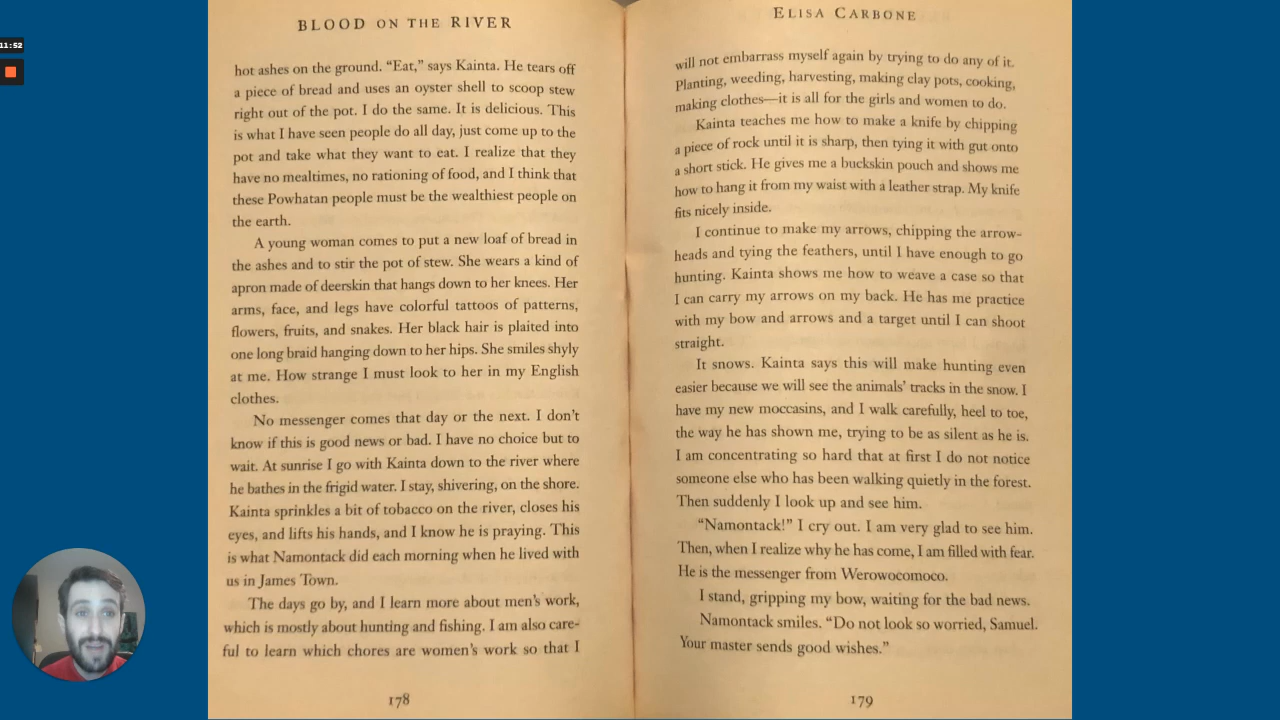 11:52
BLOOD ON THE RIVER
hot ashes on the ground. “Eat,” says Kainta. He tears off
a piece of bread and uses an oyster shell to scoop stew
right out of the pot. I do the same. It is delicious. This
is what I have seen people do all day, just come up to the
pot and take what they want to eat. I realize that they
have no mealtimes, no rationing of food, and I think that
these Powhatan people must be the wealthiest people on
the earth.
A young woman comes to put a new loaf of bread in
the ashes and to stir the pot of stew. She wears a kind of
apron made of deerskin that hangs down to her knees. Her
arms, face, and legs have colorful tattoos of patterns,
flowers, fruits, and snakes. Her black hair is plaited into
one long braid hanging down to her hips. She smiles shyly
at me. How strange I must look to her in my English
clothes.
No messenger comes that day or the next. I don’t
know if this is good news or bad. I have no choice but to
wait. At sunrise I go with Kainta down to the river where
he bathes in the frigid water. I stay, shivering, on the shore.
Kainta sprinkles a bit of tobacco on the river, closes his
eyes, and lifts his hands, and I know he is praying. This
is what Namontack did each morning when he lived with
us in James Town.
The days go by, and I learn more about men’s work,
which is mostly about hunting and fishing. I am also care-
ful to learn which chores are women’s work so that I
178
ELISA CARBONE
will not embarrass myself again by trying to do any of it.
Planting, weeding, harvesting, making clay pots, cooking,
making clothes—it is all for the girls and women to do.
Kainta teaches me how to make a knife by chipping
a piece of rock until it is sharp, then tying it with gut onto
a short stick. He gives me a buckskin pouch and shows me
how to hang it from my waist with a leather strap. My knife
fits nicely inside.
I continue to make my arrows, chipping the arrow-
heads and tying the feathers, until I have enough to go
hunting. Kainta shows me how to weave a case so that
I can carry my arrows on my back. He has me practice
with my bow and arrows and a target until I can shoot
straight.
It snows. Kainta says this will make hunting even
easier because we will see the animals’ tracks in the snow. I
have my new moccasins, and I walk carefully, heel to toe,
the way he has shown me, trying to be as silent as he is.
I am concentrating so hard that at first I do not notice
someone else who has been walking quietly in the forest.
Then suddenly I look up and see him.
“Namontack!” I cry out. I am very glad to see him.
Then, when I realize why he has come, I am filled with fear.
He is the messenger from Werowocomoco.
I stand, gripping my bow, waiting for the bad news.
Namontack smiles. “Do not look so worried, Samuel.
Your master sends good wishes.”
179